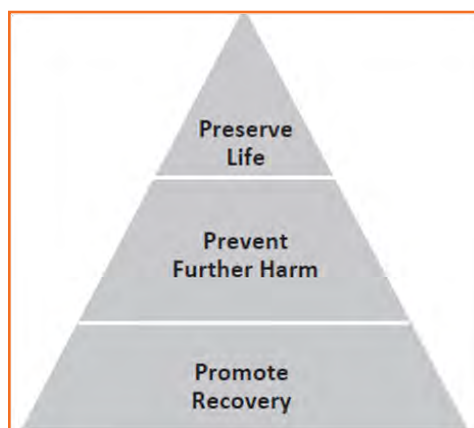 Preserve
Life
Prevent
Further Harm
Promote
Recovery